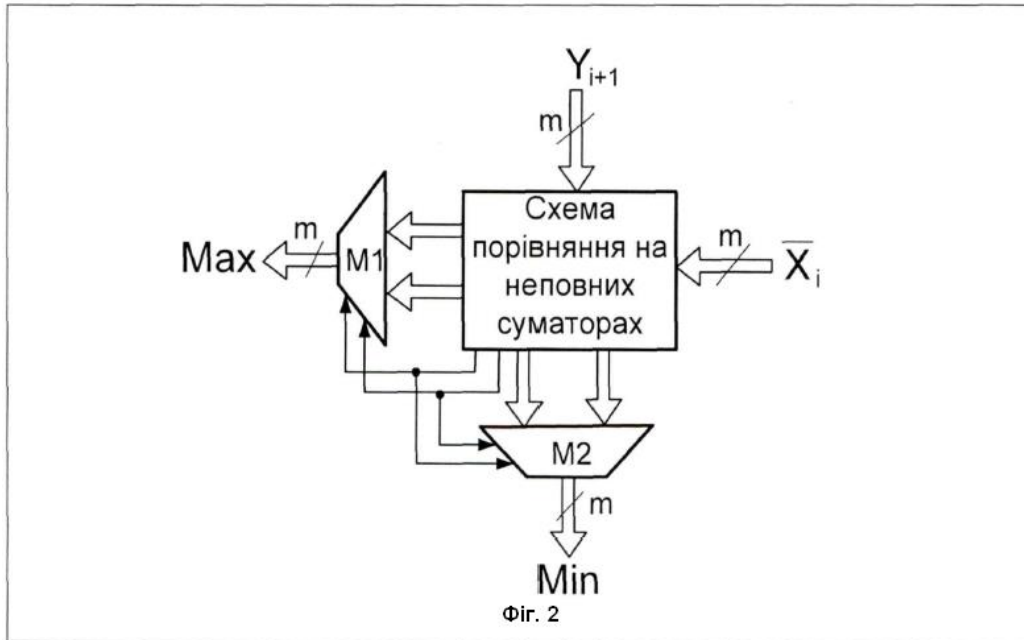 Y i+1
m
Схема
порівняння на
неповних
суматорах
m
X̅ i
m
Max
M1
M2
m
Min
Фіг. 2